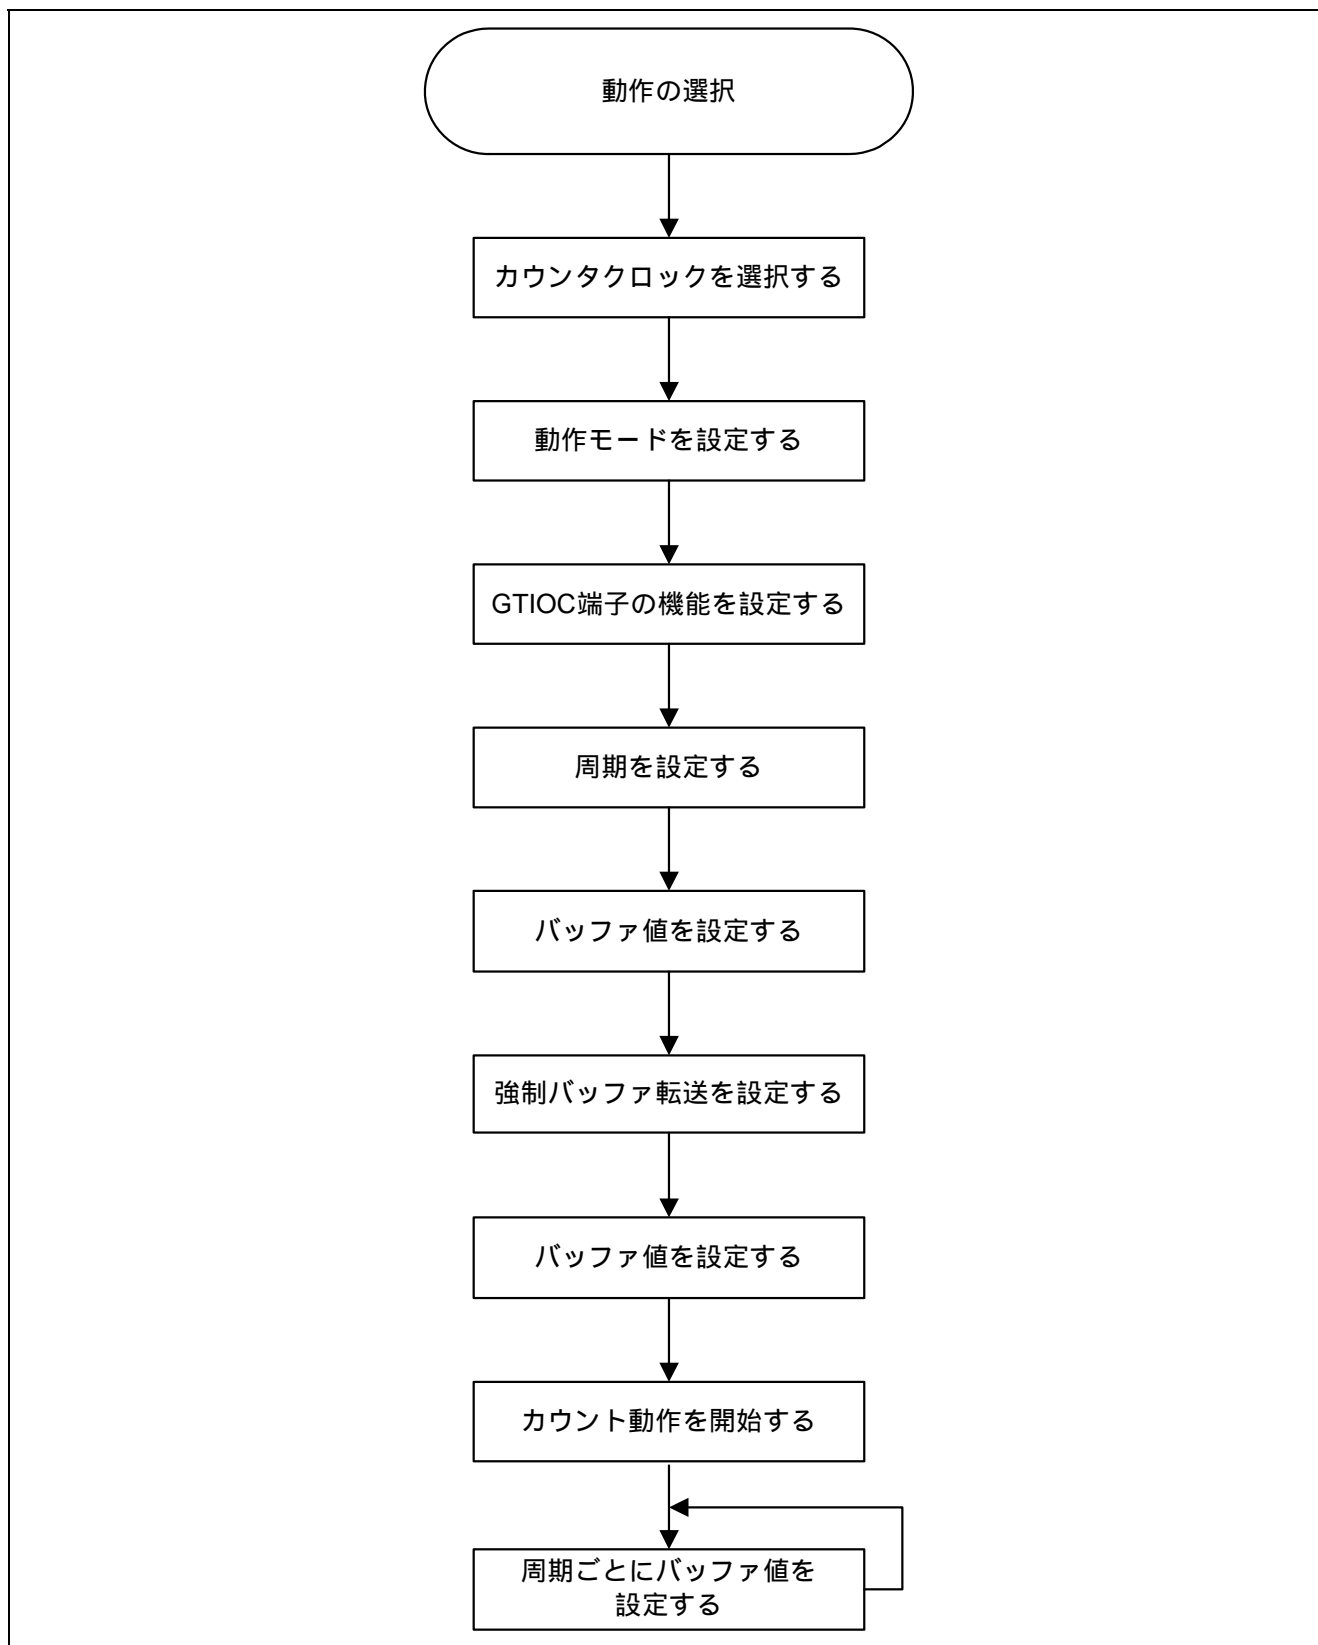 動作の選択
カウンタクロックを選択する
動作モードを設定する
GTIOC端子の機能を設定する
周期を設定する
バッファ値を設定する
強制バッファ転送を設定する
バッファ値を設定する
カウント動作を開始する
周期ごとにバッファ値を
設定する